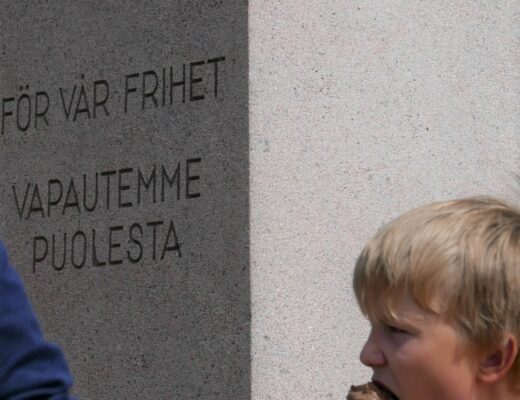 FÖR VÅR FRIHET
VAPAUTEMME
PUOLESTA